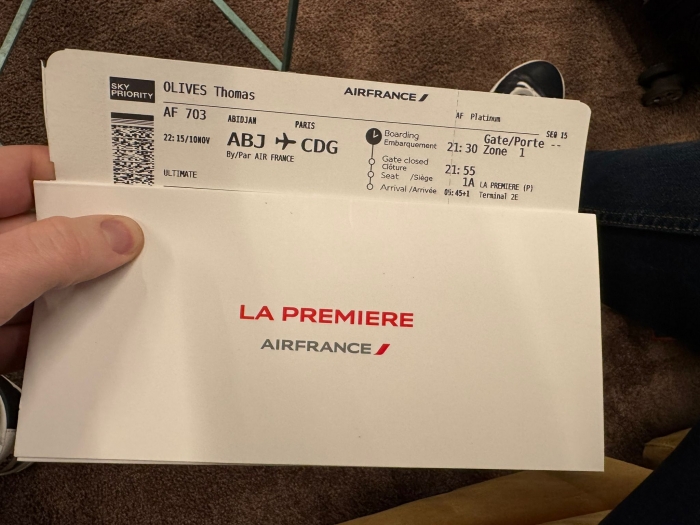 SKY
PRIORITY
OLIVES Thomas
AIRFRANCE
AF Platinum
SEQ 15
AF 703
ABIDJAN
PARIS
22:15/10NOV
ABJ CDG
By/Par AIR FRANCE
ULTIMATE
Boarding
Embarquement
21:30
Gate/Porte --
Zone 1
Gate closed
Clôture
21:55
Seat /Siège
1A LA PREMIERE (P)
Arrival /Arrivée
05:45+1 Terminal 2E
LA PREMIERE
AIRFRANCE